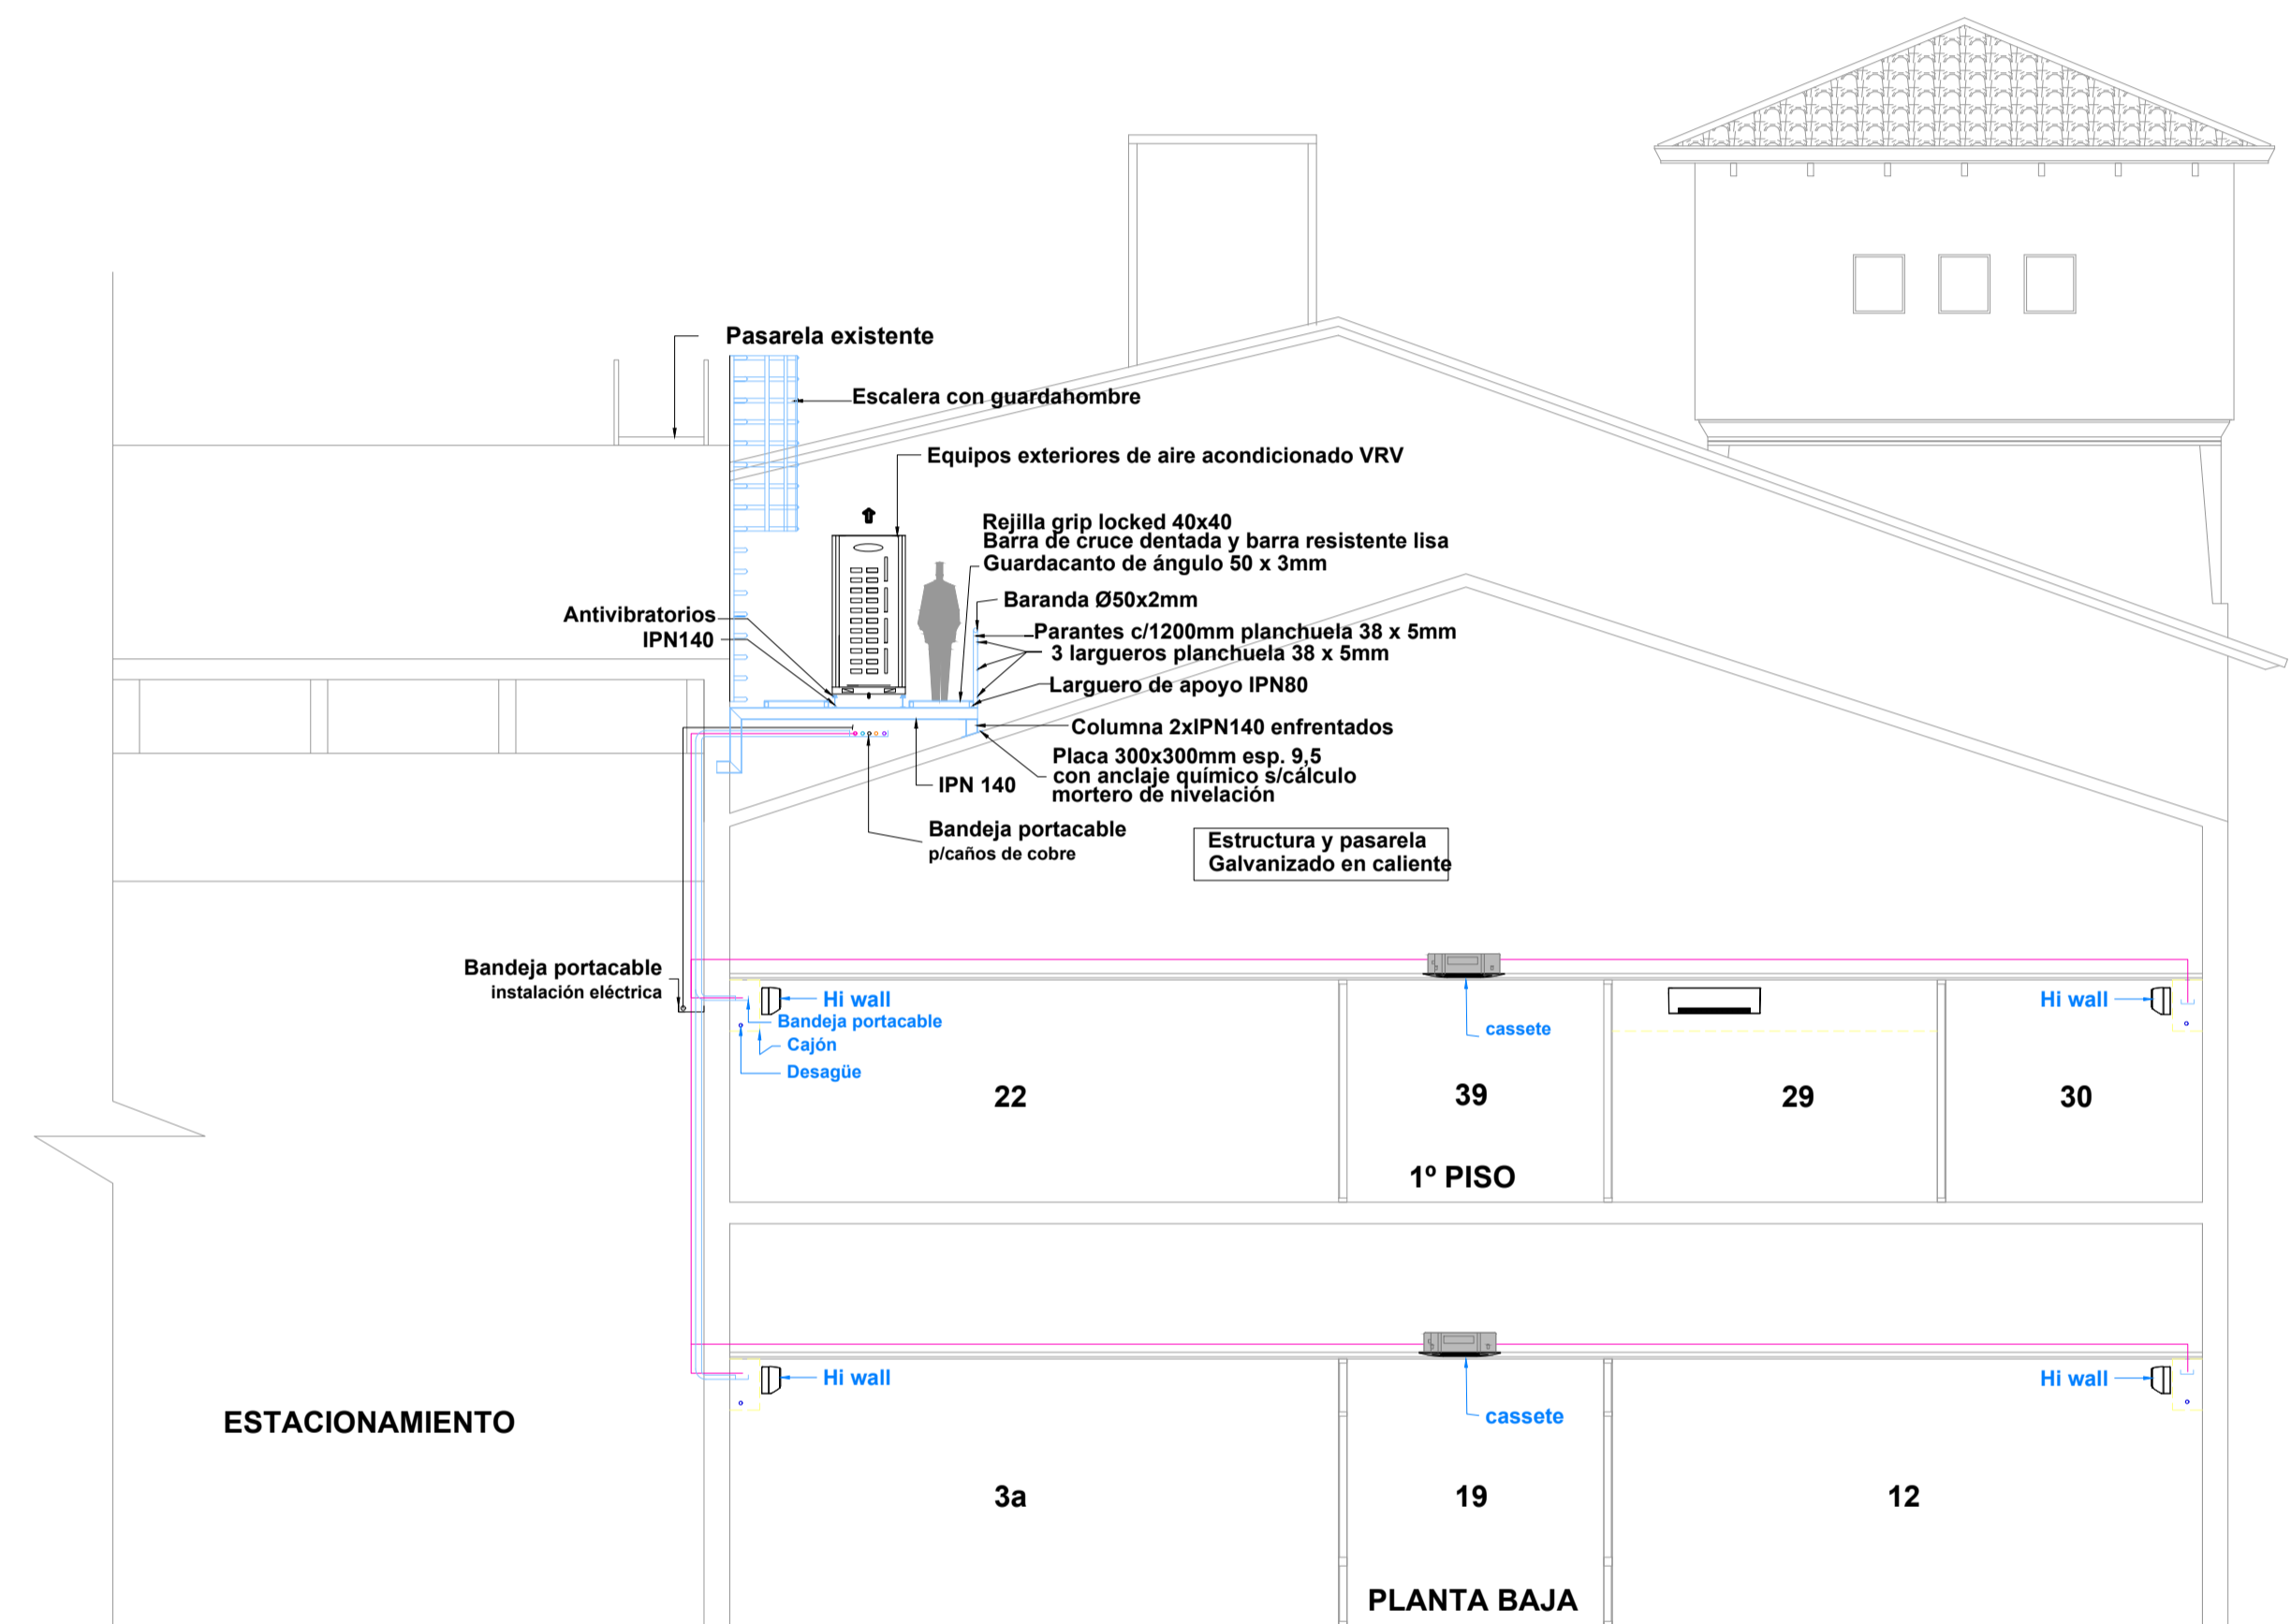 Pasarela existente
Escalera con guardahombre
Equipos exteriores de aire acondicionado VRV
Rejilla grip locked 40x40
Barra de cruce dentada y barra resistente lisa
Guardacanto de ángulo 50 x 3mm
Baranda Ø50x2mm
Antivibratorios
IPN140
Parantes c/1200mm planchuela 38 x 5mm
3 largueros planchuela 38 x 5mm
Larguero de apoyo IPN80
Columna 2xIPN140 enfrentados
Placa 300x300mm esp. 9,5
con anclaje químico s/cálculo
mortero de nivelación
IPN 140
Bandeja portacable
p/caños de cobre
Estructura y pasarela
Galvanizado en caliente
Bandeja portacable
instalación eléctrica
Hi wall
Bandeja portacable
Cajón
Desagüe
cassete
Hi wall
22
39
29
30
1º PISO
Hi wall
cassete
Hi wall
ESTACIONAMIENTO
3a
19
12
PLANTA BAJA